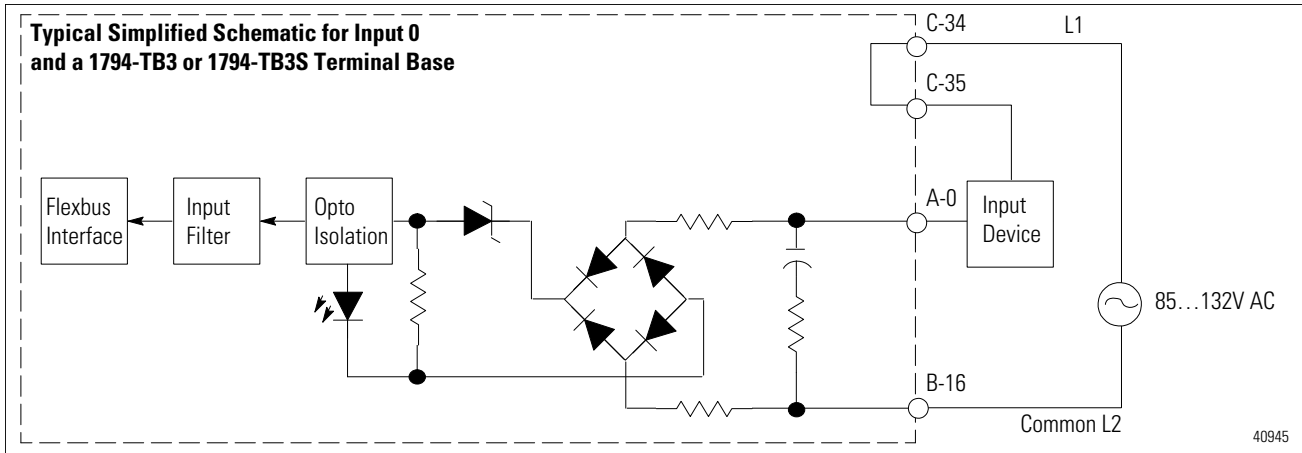 Typical Simplified Schematic for Input 0
and a 1794-TB3 or 1794-TB3S Terminal Base
C-34
L1
C-35
Flexbus
Interface
Input
Filter
Opto
Isolation
A-0
Input
Device
85…132V AC
B-16
Common L2
40945